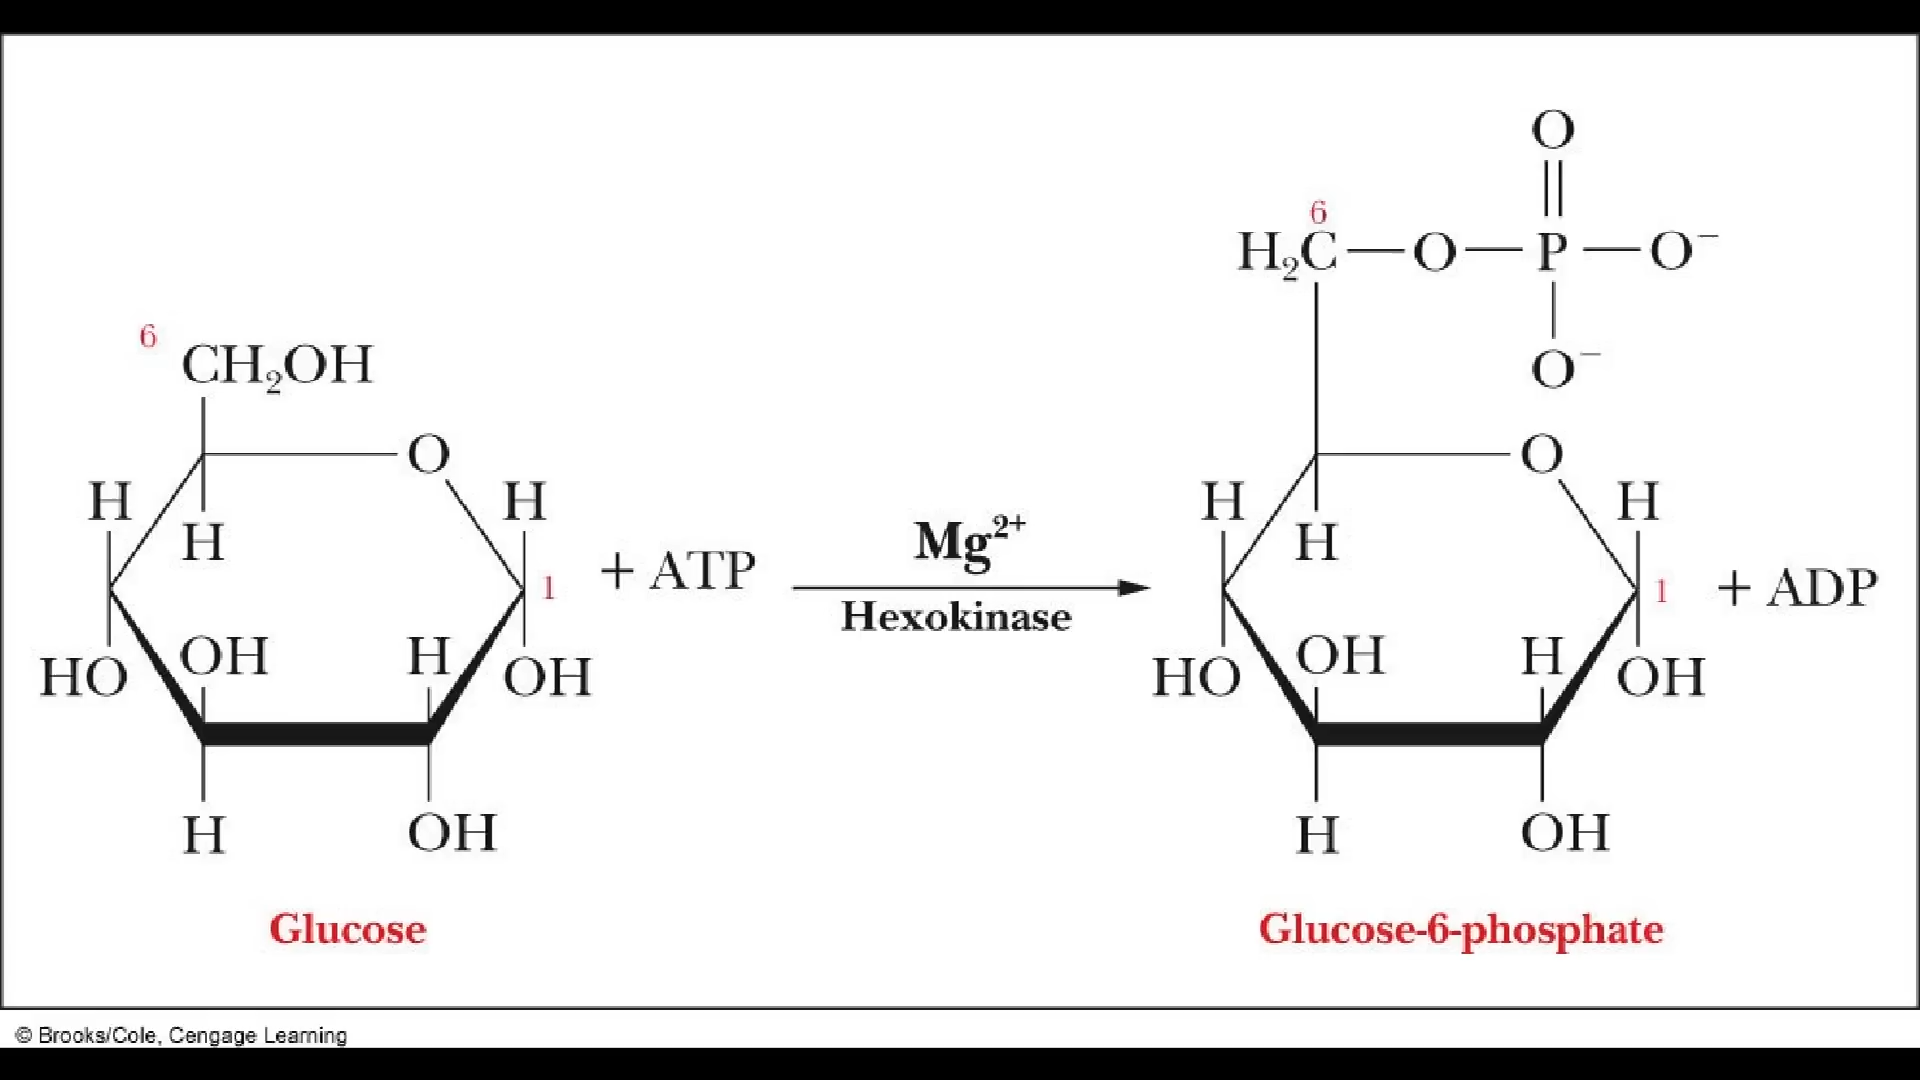 O
6
H₂C—O—P—O⁻
6
CH₂OH
O⁻
O
O
H
H
H
H
H
H
Mg²⁺
1
+ ATP
1
+ ADP
Hexokinase
HO
OH
H
OH
HO
OH
H
OH
H
OH
H
OH
Glucose
Glucose-6-phosphate
© Brooks/Cole, Cengage Learning